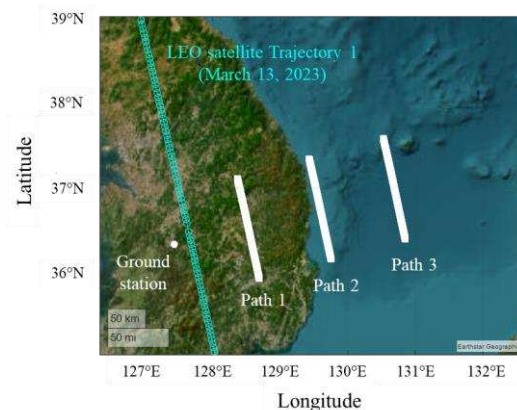 39°N
LEO satellite Trajectory 1
(March 13, 2023)
38°N
Latitude
37°N
Ground
station
Path 1
Path 2
Path 3
36°N
50 km
50 mi
Earthstar Geographic
127°E
128°E
129°E
130°E
131°E
132°E
Longitude